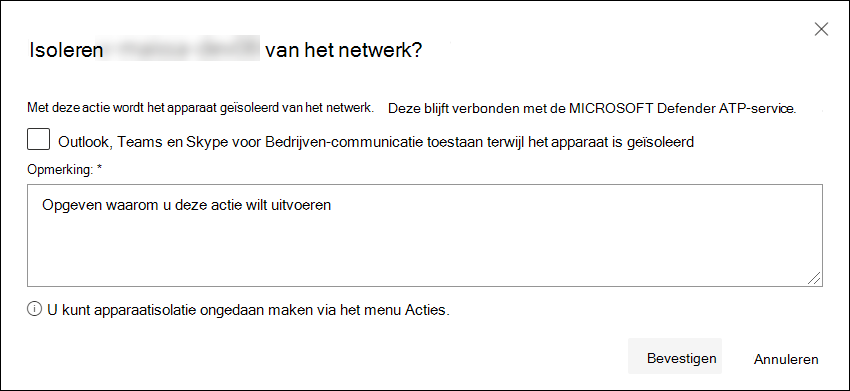 Isoleren van het netwerk?
Met deze actie wordt het apparaat geïsoleerd van het netwerk. Deze blijft verbonden met de MICROSOFT Defender ATP-service.
Outlook, Teams en Skype voor Bedrijven-communicatie toestaan terwijl het apparaat is geïsoleerd
Opmerking: *
Opgeven waarom u deze actie wilt uitvoeren
U kunt apparaatisolatie ongedaan maken via het menu Acties.
Bevestigen Annuleren